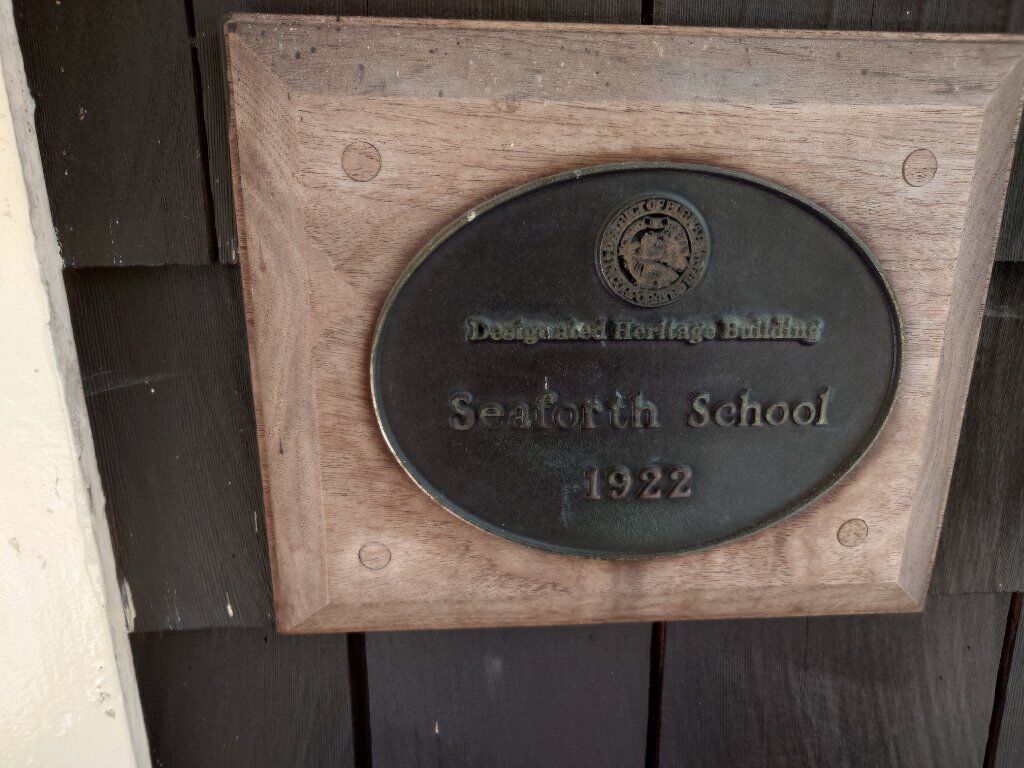 Designated Heritage Building
Seaforth School
1922